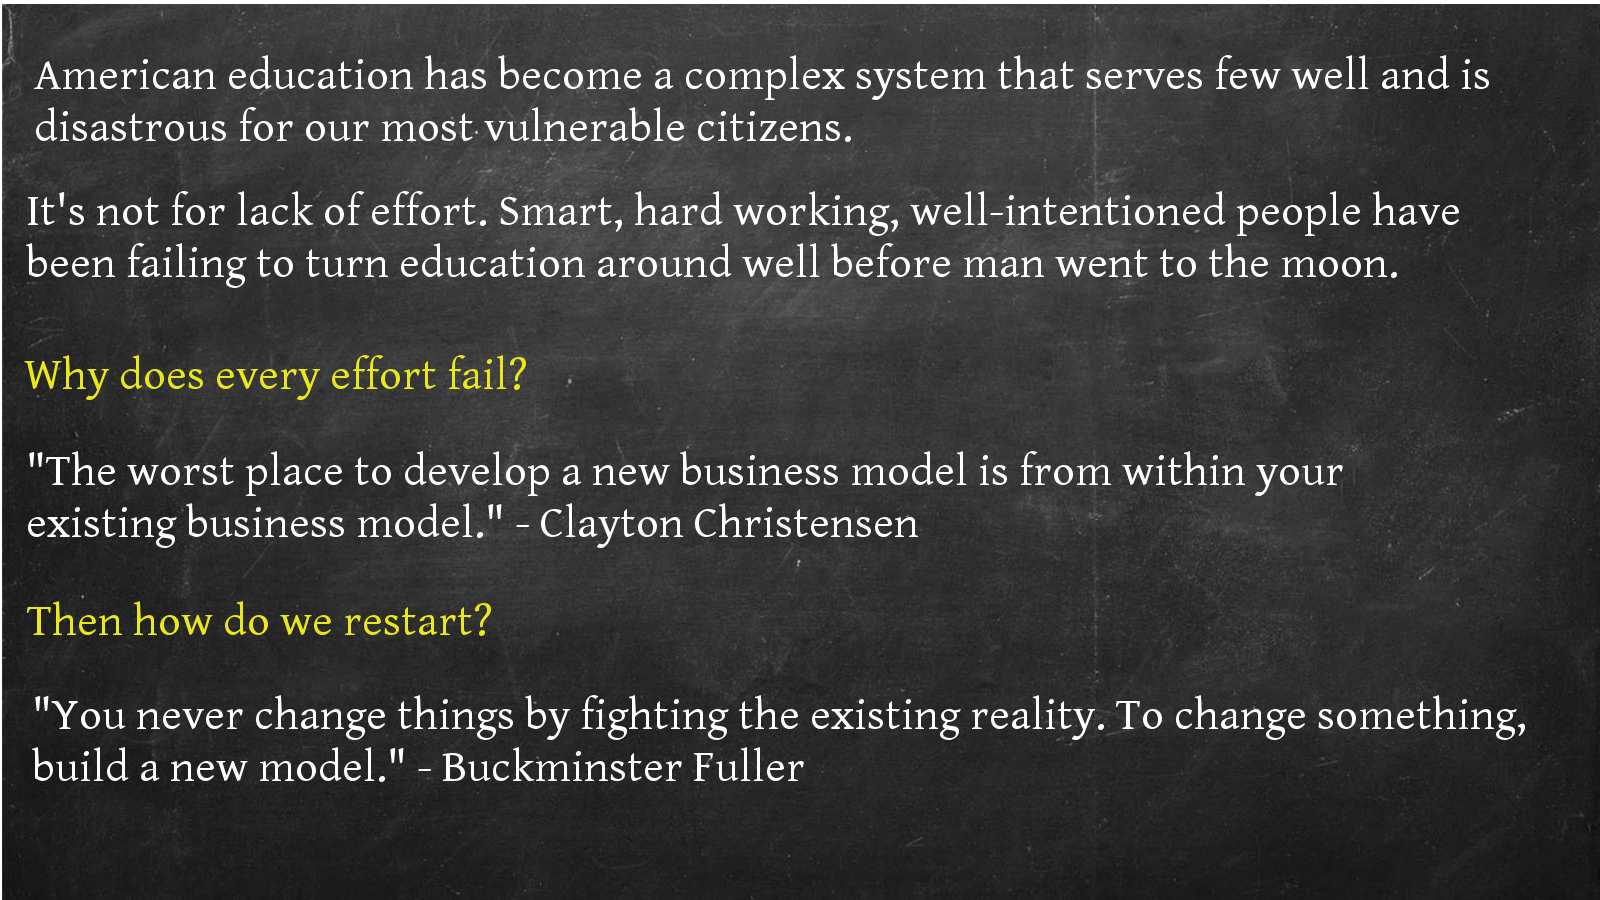 American education has become a complex system that serves few well and is
disastrous for our most vulnerable citizens.
It's not for lack of effort. Smart, hard working, well-intentioned people have
been failing to turn education around well before man went to the moon.
Why does every effort fail?
"The worst place to develop a new business model is from within your
existing business model." - Clayton Christensen
Then how do we restart?
"You never change things by fighting the existing reality. To change something,
build a new model." - Buckminster Fuller